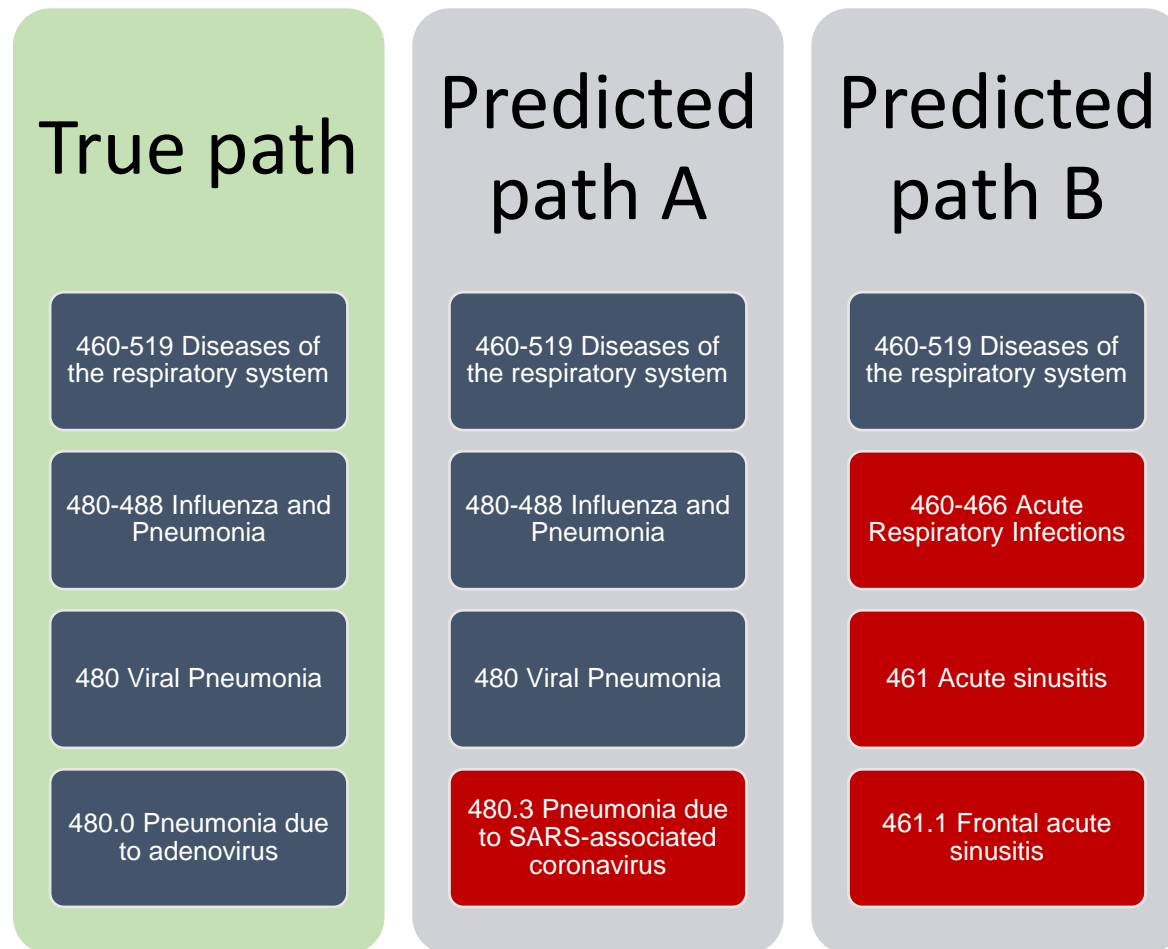 True path
460-519 Diseases of
the respiratory system
480-488 Influenza and
Pneumonia
480 Viral Pneumonia
480.0 Pneumonia due
to adenovirus
Predicted
path A
460-519 Diseases of
the respiratory system
480-488 Influenza and
Pneumonia
480 Viral Pneumonia
480.3 Pneumonia due
to SARS-associated
coronavirus
Predicted
path B
460-519 Diseases of
the respiratory system
460-466 Acute
Respiratory Infections
461 Acute sinusitis
461.1 Frontal acute
sinusitis